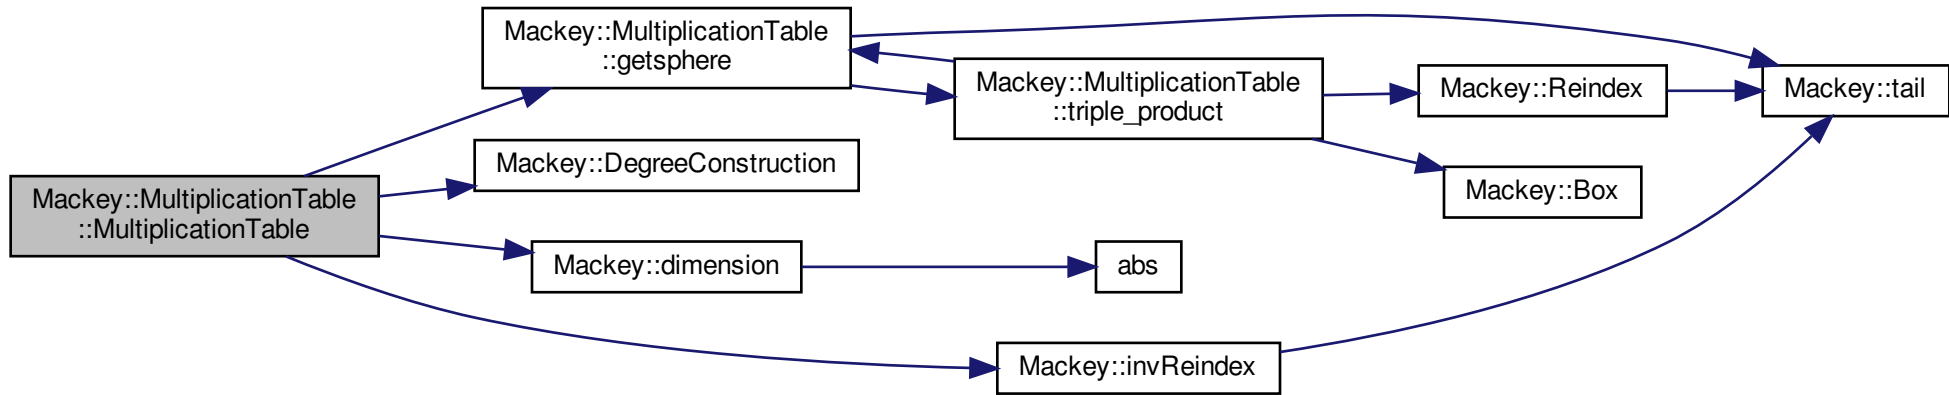 Mackey::MultiplicationTable
::MultiplicationTable
Mackey::MultiplicationTable
::getsphere
Mackey::DegreeConstruction
Mackey::dimension
Mackey::invReindex
Mackey::MultiplicationTable
::triple_product
abs
Mackey::Reindex
Mackey::Box
Mackey::tail